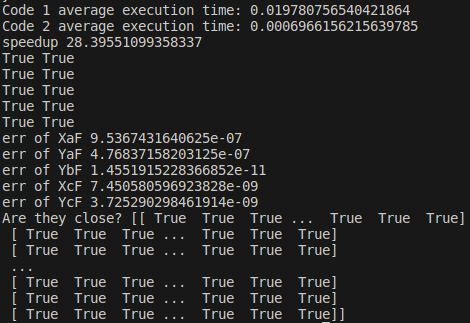 Code 1 average execution time: 0.019780756540421864
Code 2 average execution time: 0.0006966156215639785
speedup 28.39551099358337
True True
True True
True True
True True
True True
err of XaF 9.5367431640625e-07
err of YaF 4.76837158203125e-07
err of YbF 1.4551915228366852e-11
err of XcF 7.450580596923828e-09
err of YcF 3.725290298461914e-09
Are they close? [[ True  True  True ...  True  True  True]
 [ True  True  True ...  True  True  True]
 [ True  True  True ...  True  True  True]
 ...
 [ True  True  True ...  True  True  True]
 [ True  True  True ...  True  True  True]
 [ True  True  True ...  True  True  True]]